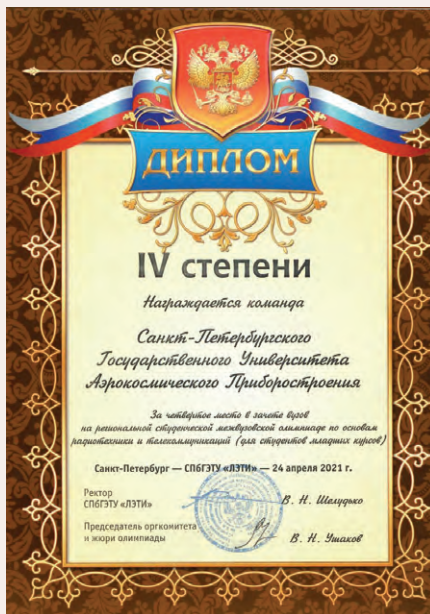 ДИПЛОМ
IV степени
Награждается команда
Санкт-Петербургского
Государственного Университета
Аэрокосмического Приборостроения
За четвертое место в зачете вузов
на региональной студенческой межвузовской олимпиаде по основам
радиотехники и телекоммуникаций (для студентов младших курсов)
Санкт-Петербург — СПбГЭТУ «ЛЭТИ» — 24 апреля 2021 г.
Ректор
СПбГЭТУ «ЛЭТИ»
В. Н. Шелудько
Председатель оргкомитета
и жюри олимпиады
В. Н. Ушаков